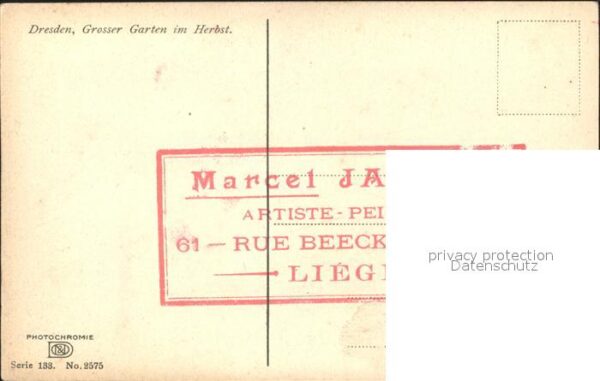 Dresden, Grosser Garten im Herbst.
Marcel JA
ARTISTE-PEI
61 — RUE BEECK
LIÉG
privacy protection
Datenschutz
PHOTOCHROMIE
Serie 133. No. 2575